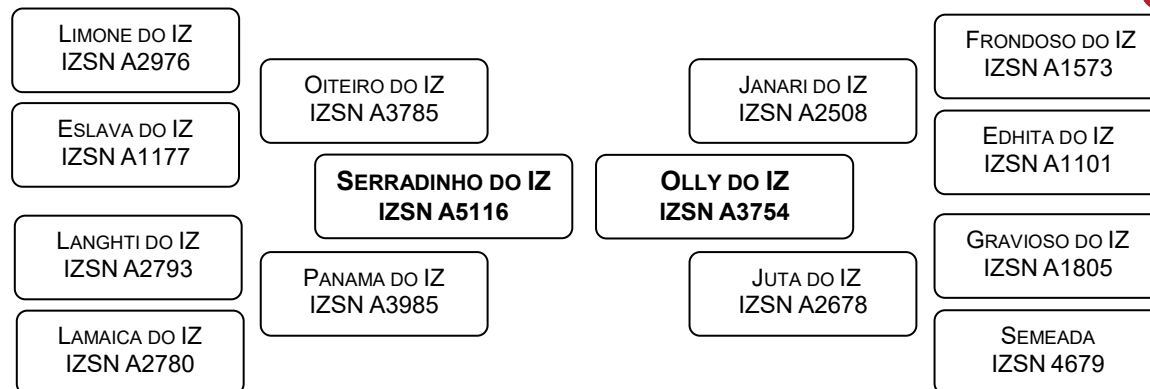 LIMONE DO IZ
IZSN A2976
ESLAVA DO IZ
IZSN A1177
LANGHTI DO IZ
IZSN A2793
LAMAICA DO IZ
IZSN A2780
OITEIRO DO IZ
IZSN A3785
PANAMA DO IZ
IZSN A3985
SERRADINHO DO IZ
IZSN A5116
OLLY DO IZ
IZSN A3754
JANARI DO IZ
IZSN A2508
JUTA DO IZ
IZSN A2678
FRONDOSO DO IZ
IZSN A1573
EDHITA DO IZ
IZSN A1101
GRAVIOSO DO IZ
IZSN A1805
SEMEADA
IZSN 4679